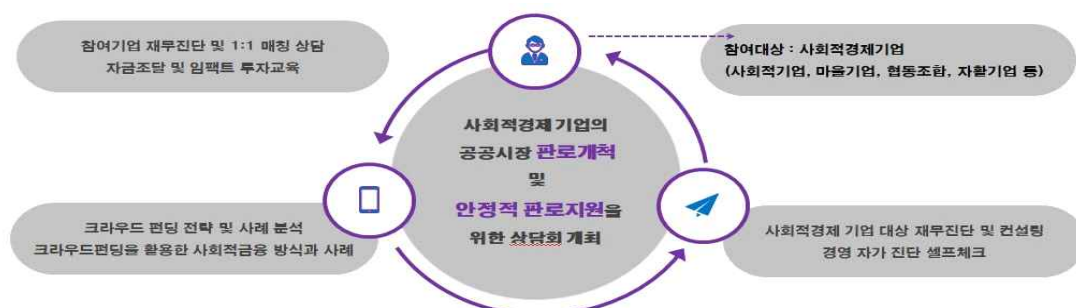 참여기업 재무진단 및 1:1 매칭 상담
자금조달 및 임팩트 투자교육
참여대상 : 사회적경제기업
(사회적기업, 마을기업, 협동조합, 자활기업 등)
사회적경제기업의
공공시장 판로개척
및
안정적 판로지원을
위한 상담회 개최
크라우드 펀딩 전략 및 사례 분석
크라우드펀딩을 활용한 사회적금융 방식과 사례
사회적경제 기업 대상 재무진단 및 컨설팅
경영 자가 진단 셀프체크